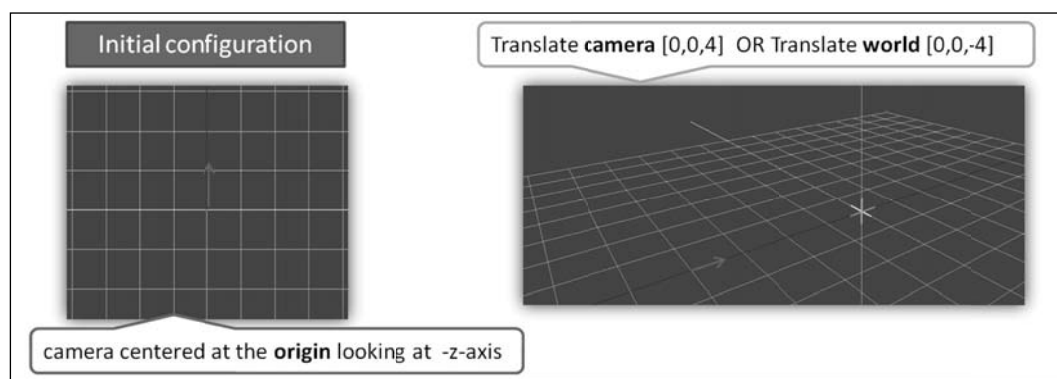 Initial configuration
Translate camera [0,0,4] OR Translate world [0,0,-4]
camera centered at the origin looking at -z-axis